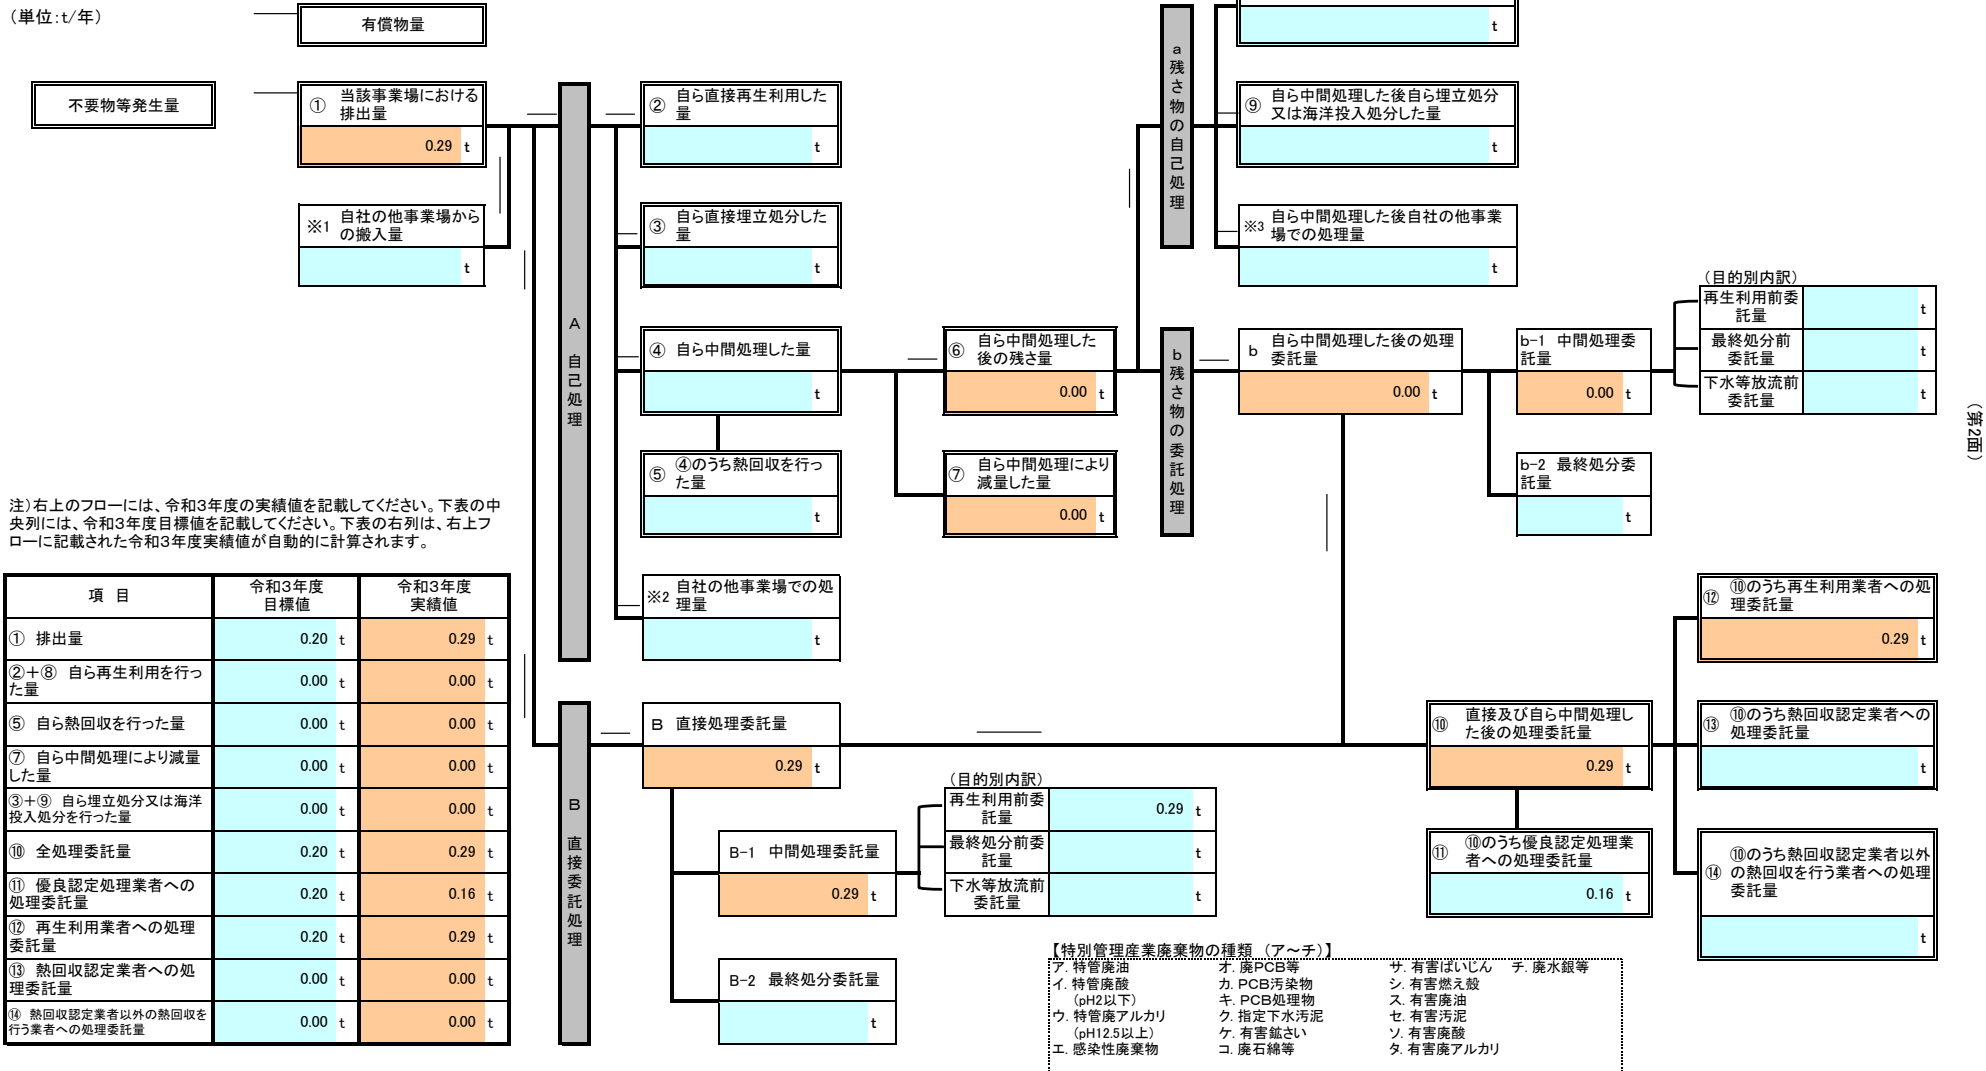 （単位：t/年）
有償物量
t
不要物等発生量
① 当該事業場における
排出量
0.29 t
※1 自社の他事業場から
の搬入量
t
A 自己処理
② 自ら直接再生利用した
量
t
③ 自ら直接埋立処分した
量
t
④ 自ら中間処理した量
t
⑤ ④のうち熱回収を行っ
た量
t
※2 自社の他事業場での処
理量
t
⑥ 自ら中間処理した
後の残さ量
0.00 t
⑦ 自ら中間処理により
減量した量
0.00 t
a 残さ物の自己処理
⑨ 自ら中間処理した後自ら埋立処分
又は海洋投入処分した量
t
※3 自ら中間処理した後自社の他事業
場での処理量
t
b 残さ物の委託処理
b 自ら中間処理した後の処理
委託量
0.00 t
b-1 中間処理委
託量
0.00 t
b-2 最終処分委
託量
t
（目的別内訳）
再生利用前委
託量
t
最終処分前
委託量
t
下水等放流前
委託量
t
（第2面）
注）右上のフローには、令和3年度の実績値を記載してください。下表の中
央列には、令和3年度目標値を記載してください。下表の右列は、右上フ
ローに記載された令和3年度実績値が自動的に計算されます。
項 目 令和3年度
目標値 令和3年度
実績値
① 排出量 0.20 t 0.29 t
②＋⑧ 自ら再生利用を行っ
た量 0.00 t 0.00 t
⑤ 自ら熱回収を行った量 0.00 t 0.00 t
⑦ 自ら中間処理により減量
した量 0.00 t 0.00 t
③＋⑨ 自ら埋立処分又は海洋
投入処分を行った量 0.00 t 0.00 t
⑩ 全処理委託量 0.20 t 0.29 t
⑪ 優良認定処理業者への
処理委託量 0.20 t 0.16 t
⑫ 再生利用業者への処理
委託量 0.20 t 0.29 t
⑬ 熱回収認定業者への処
理委託量 0.00 t 0.00 t
⑭ 熱回収認定業者以外の熱回収を
行う業者への処理委託量 0.00 t 0.00 t
B 直接委託処理
B 直接処理委託量
0.29 t
B-1 中間処理委託量
0.29 t
B-2 最終処分委託量
t
（目的別内訳）
再生利用前委
託量
0.29 t
最終処分前委
託量
t
下水等放流前
委託量
t
⑩ 直接及び自ら中間処理し
た後の処理委託量
0.29 t
⑪ ⑩のうち優良認定処理業
者への処理委託量
0.16 t
⑫ ⑩のうち再生利用業者への処
理委託量
0.29 t
⑬ ⑩のうち熱回収認定業者への
処理委託量
t
⑭ ⑩のうち熱回収認定業者以外
の熱回収を行う業者への処理
委託量
t
【特別管理産業廃棄物の種類 （ア～チ）】
ア．特管廃油 オ．廃PCB等 サ．有害ばいじん チ．廃水銀等
イ．特管廃酸 カ．PCB汚染物 シ．有害燃え殻
（pH2以下） キ．PCB処理物 ス．有害廃油
ウ．特管廃アルカリ ク．指定下水汚泥 セ．有害汚泥
（pH12.5以上） ケ．有害鉱さい ソ．有害廃酸
エ．感染性廃棄物 コ．廃石綿等 タ．有害廃アルカリ